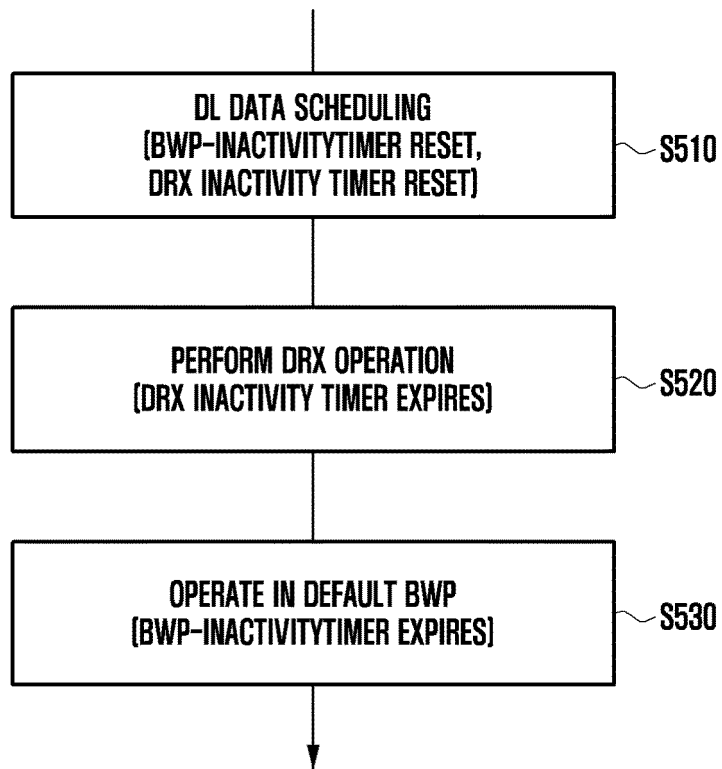 DL DATA SCHEDULING
(BWP-INACTIVITYTIMER RESET,
DRX INACTIVITY TIMER RESET)
S510
PERFORM DRX OPERATION
(DRX INACTIVITY TIMER EXPIRES)
S520
OPERATE IN DEFAULT BWP
(BWP-INACTIVITYTIMER EXPIRES)
S530